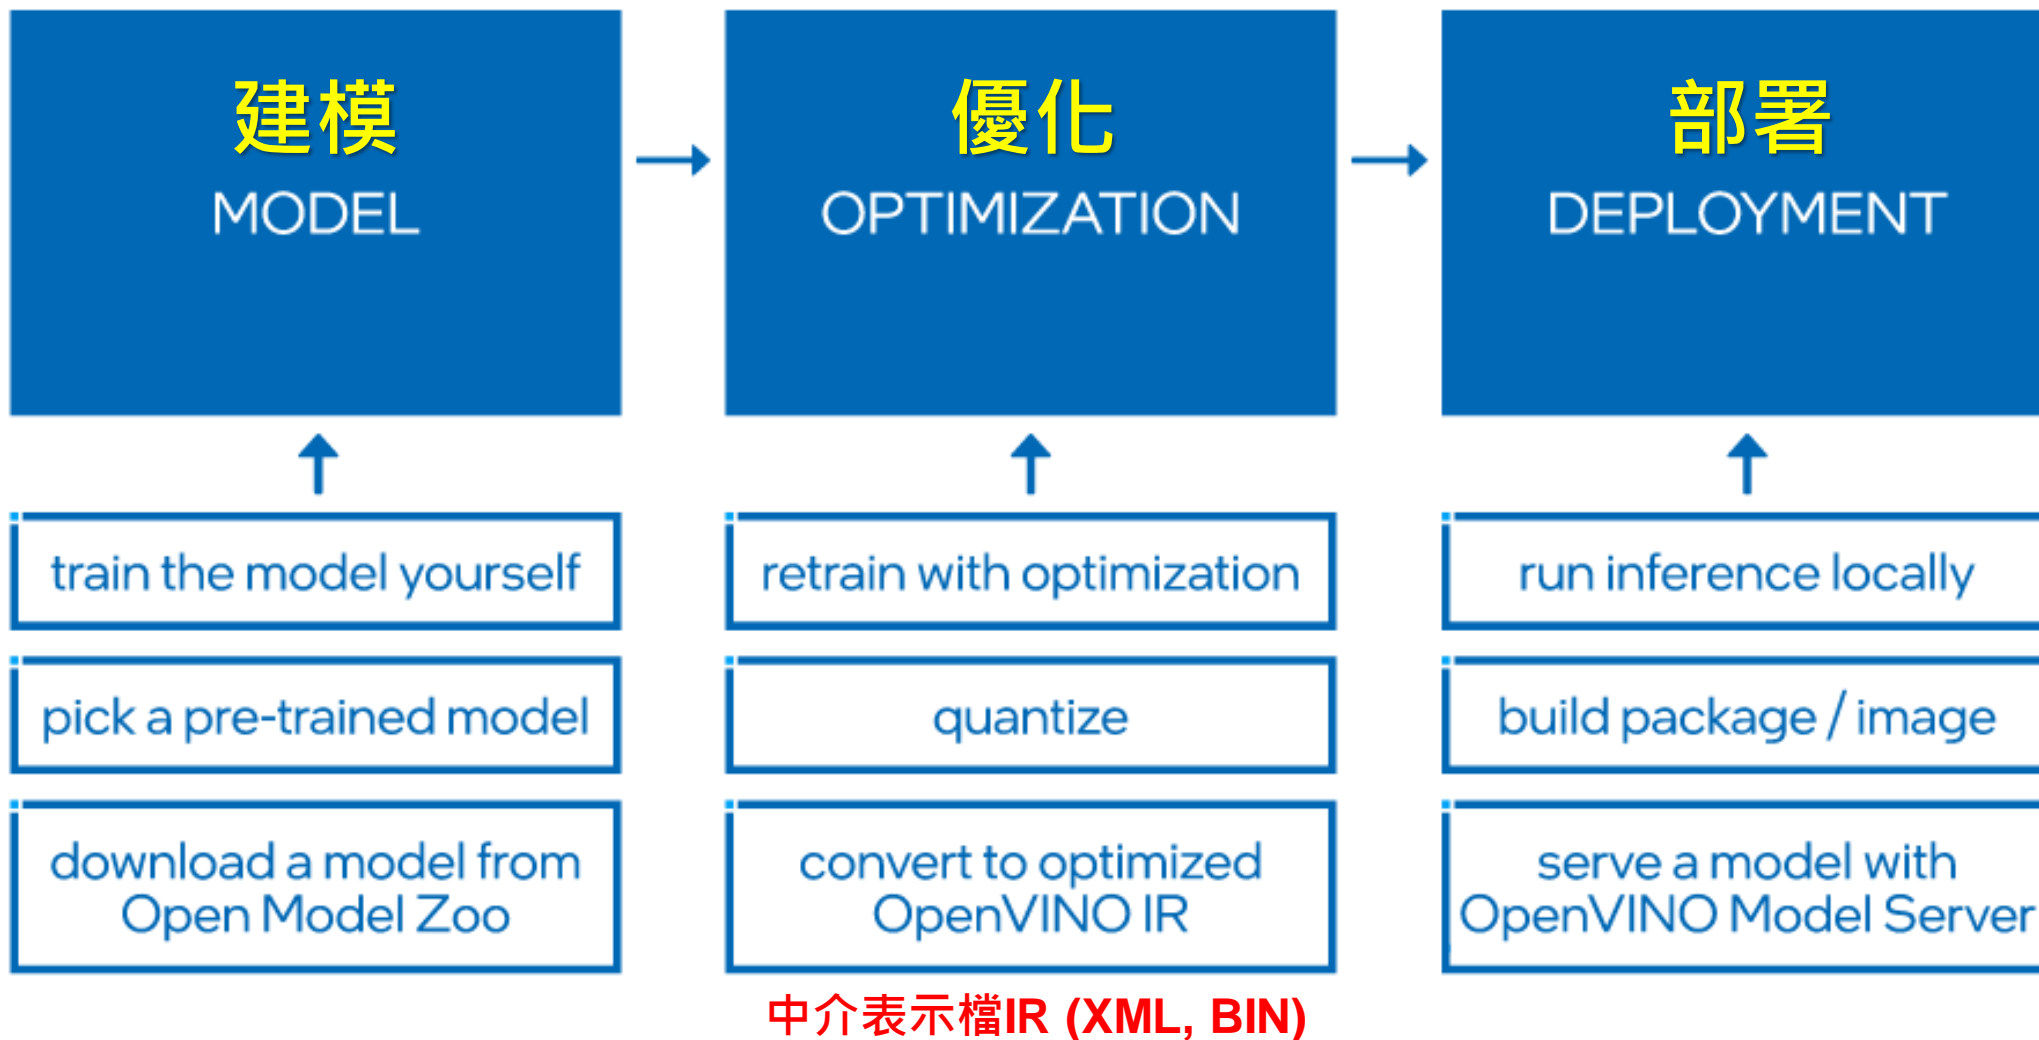 建模
MODEL
優化
OPTIMIZATION
部署
DEPLOYMENT
train the model yourself
pick a pre-trained model
download a model from
Open Model Zoo
retrain with optimization
quantize
convert to optimized
OpenVINO IR
run inference locally
build package / image
serve a model with
OpenVINO Model Server
中介表示檔IR (XML, BIN)